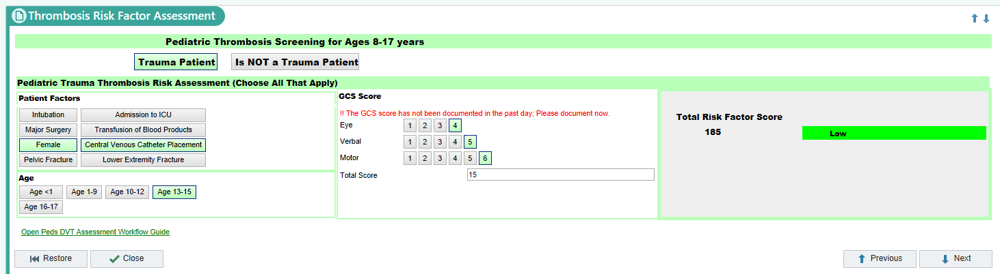 Thrombosis Risk Factor Assessment
Pediatric Thrombosis Screening for Ages 8-17 years
Trauma Patient Is NOT a Trauma Patient
Pediatric Trauma Thrombosis Risk Assessment (Choose All That Apply)
Patient Factors
Intubation Admission to ICU
Major Surgery Transfusion of Blood Products
Female Central Venous Catheter Placement
Pelvic Fracture Lower Extremity Fracture
Age
Age <1 Age 1-9 Age 10-12 Age 13-15
Age 16-17
GCS Score
!! The GCS score has not been documented in the past day; Please document now.
Eye 1 2 3 4
Verbal 1 2 3 4 5
Motor 1 2 3 4 5 6
Total Score 15
Total Risk Factor Score
185 Low
Open Peds DVT Assessment Workflow Guide
Restore Close Previous Next